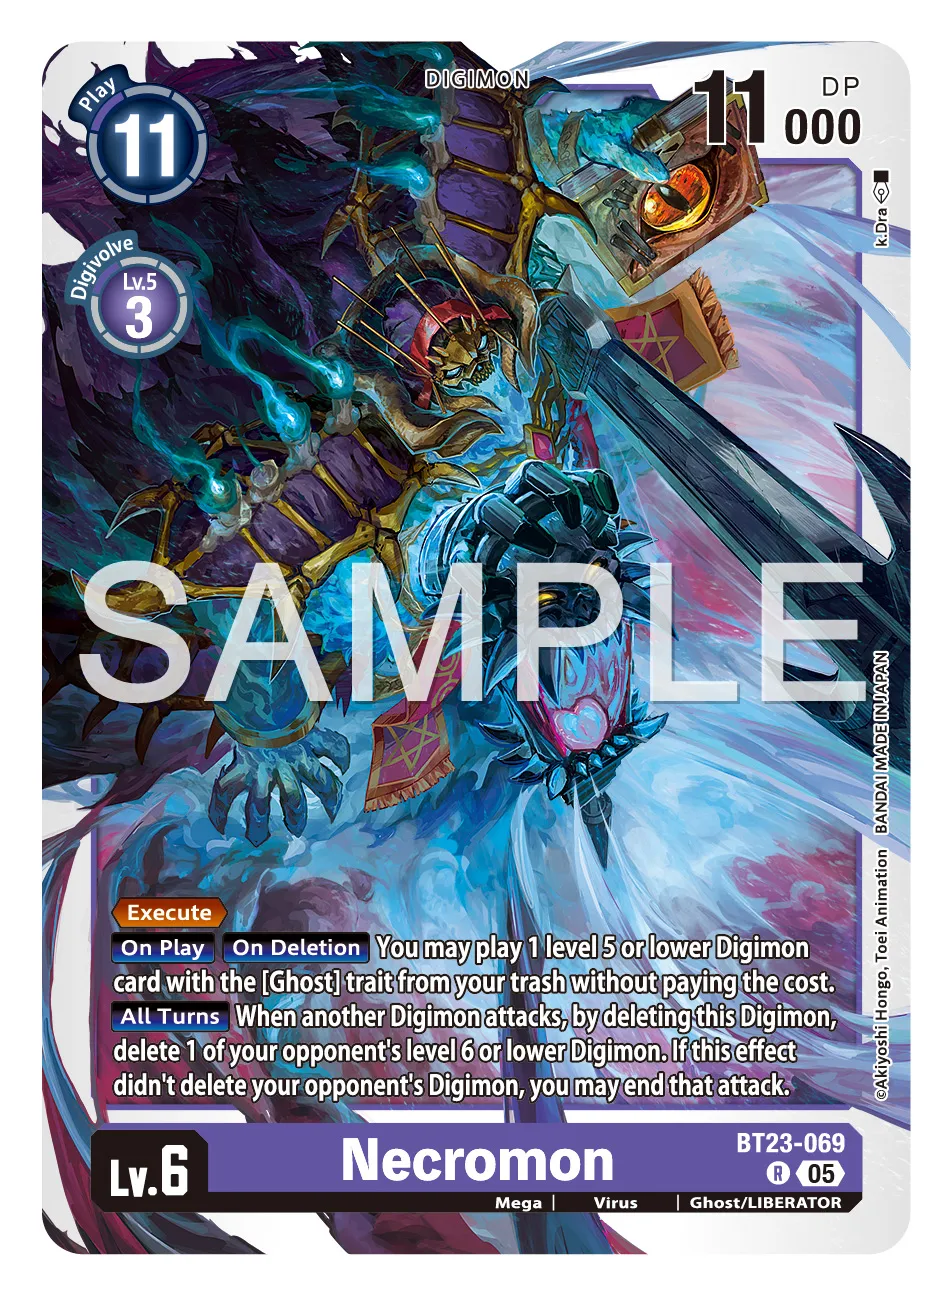 DIGIMON
Play
11
11000
DP
Digivolve
Lv.5
3
k.Dra
SAMPLE
BANDAI MADE IN JAPAN
©Akiyoshi Hongo, Toei Animation
Execute
On Play On Deletion You may play 1 level 5 or lower Digimon
card with the [Ghost] trait from your trash without paying the cost.
All Turns When another Digimon attacks, by deleting this Digimon,
delete 1 of your opponent's level 6 or lower Digimon. If this effect
didn't delete your opponent's Digimon, you may end that attack.
Lv.6
Necromon
BT23-069
R 05
Mega | Virus | Ghost/LIBERATOR